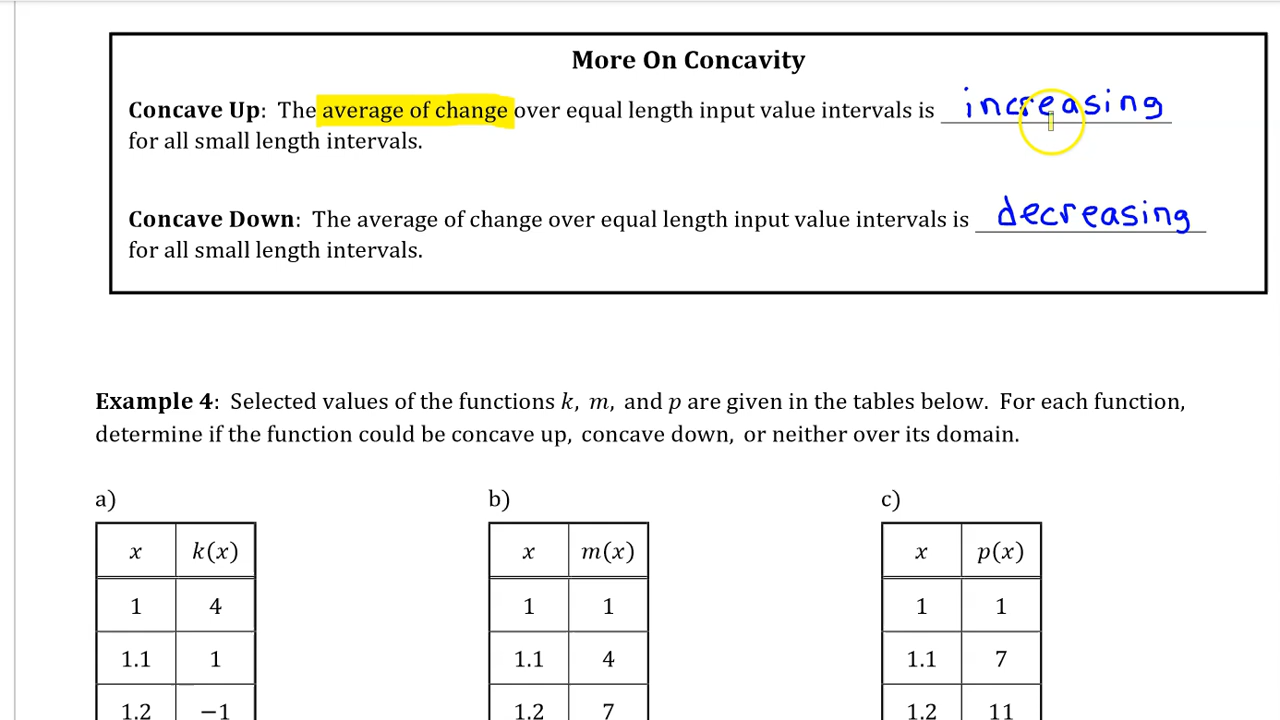 More On Concavity
Concave Up: The average of change over equal length input value intervals is increasing
for all small length intervals.
Concave Down: The average of change over equal length input value intervals is decreasing
for all small length intervals.
Example 4: Selected values of the functions k, m, and p are given in the tables below. For each function,
determine if the function could be concave up, concave down, or neither over its domain.
a) b) c)
x k(x) x m(x) x p(x)
1 4 1 1 1 1
1.1 1 1.1 4 1.1 7
1.2 −1 1.2 7 1.2 11